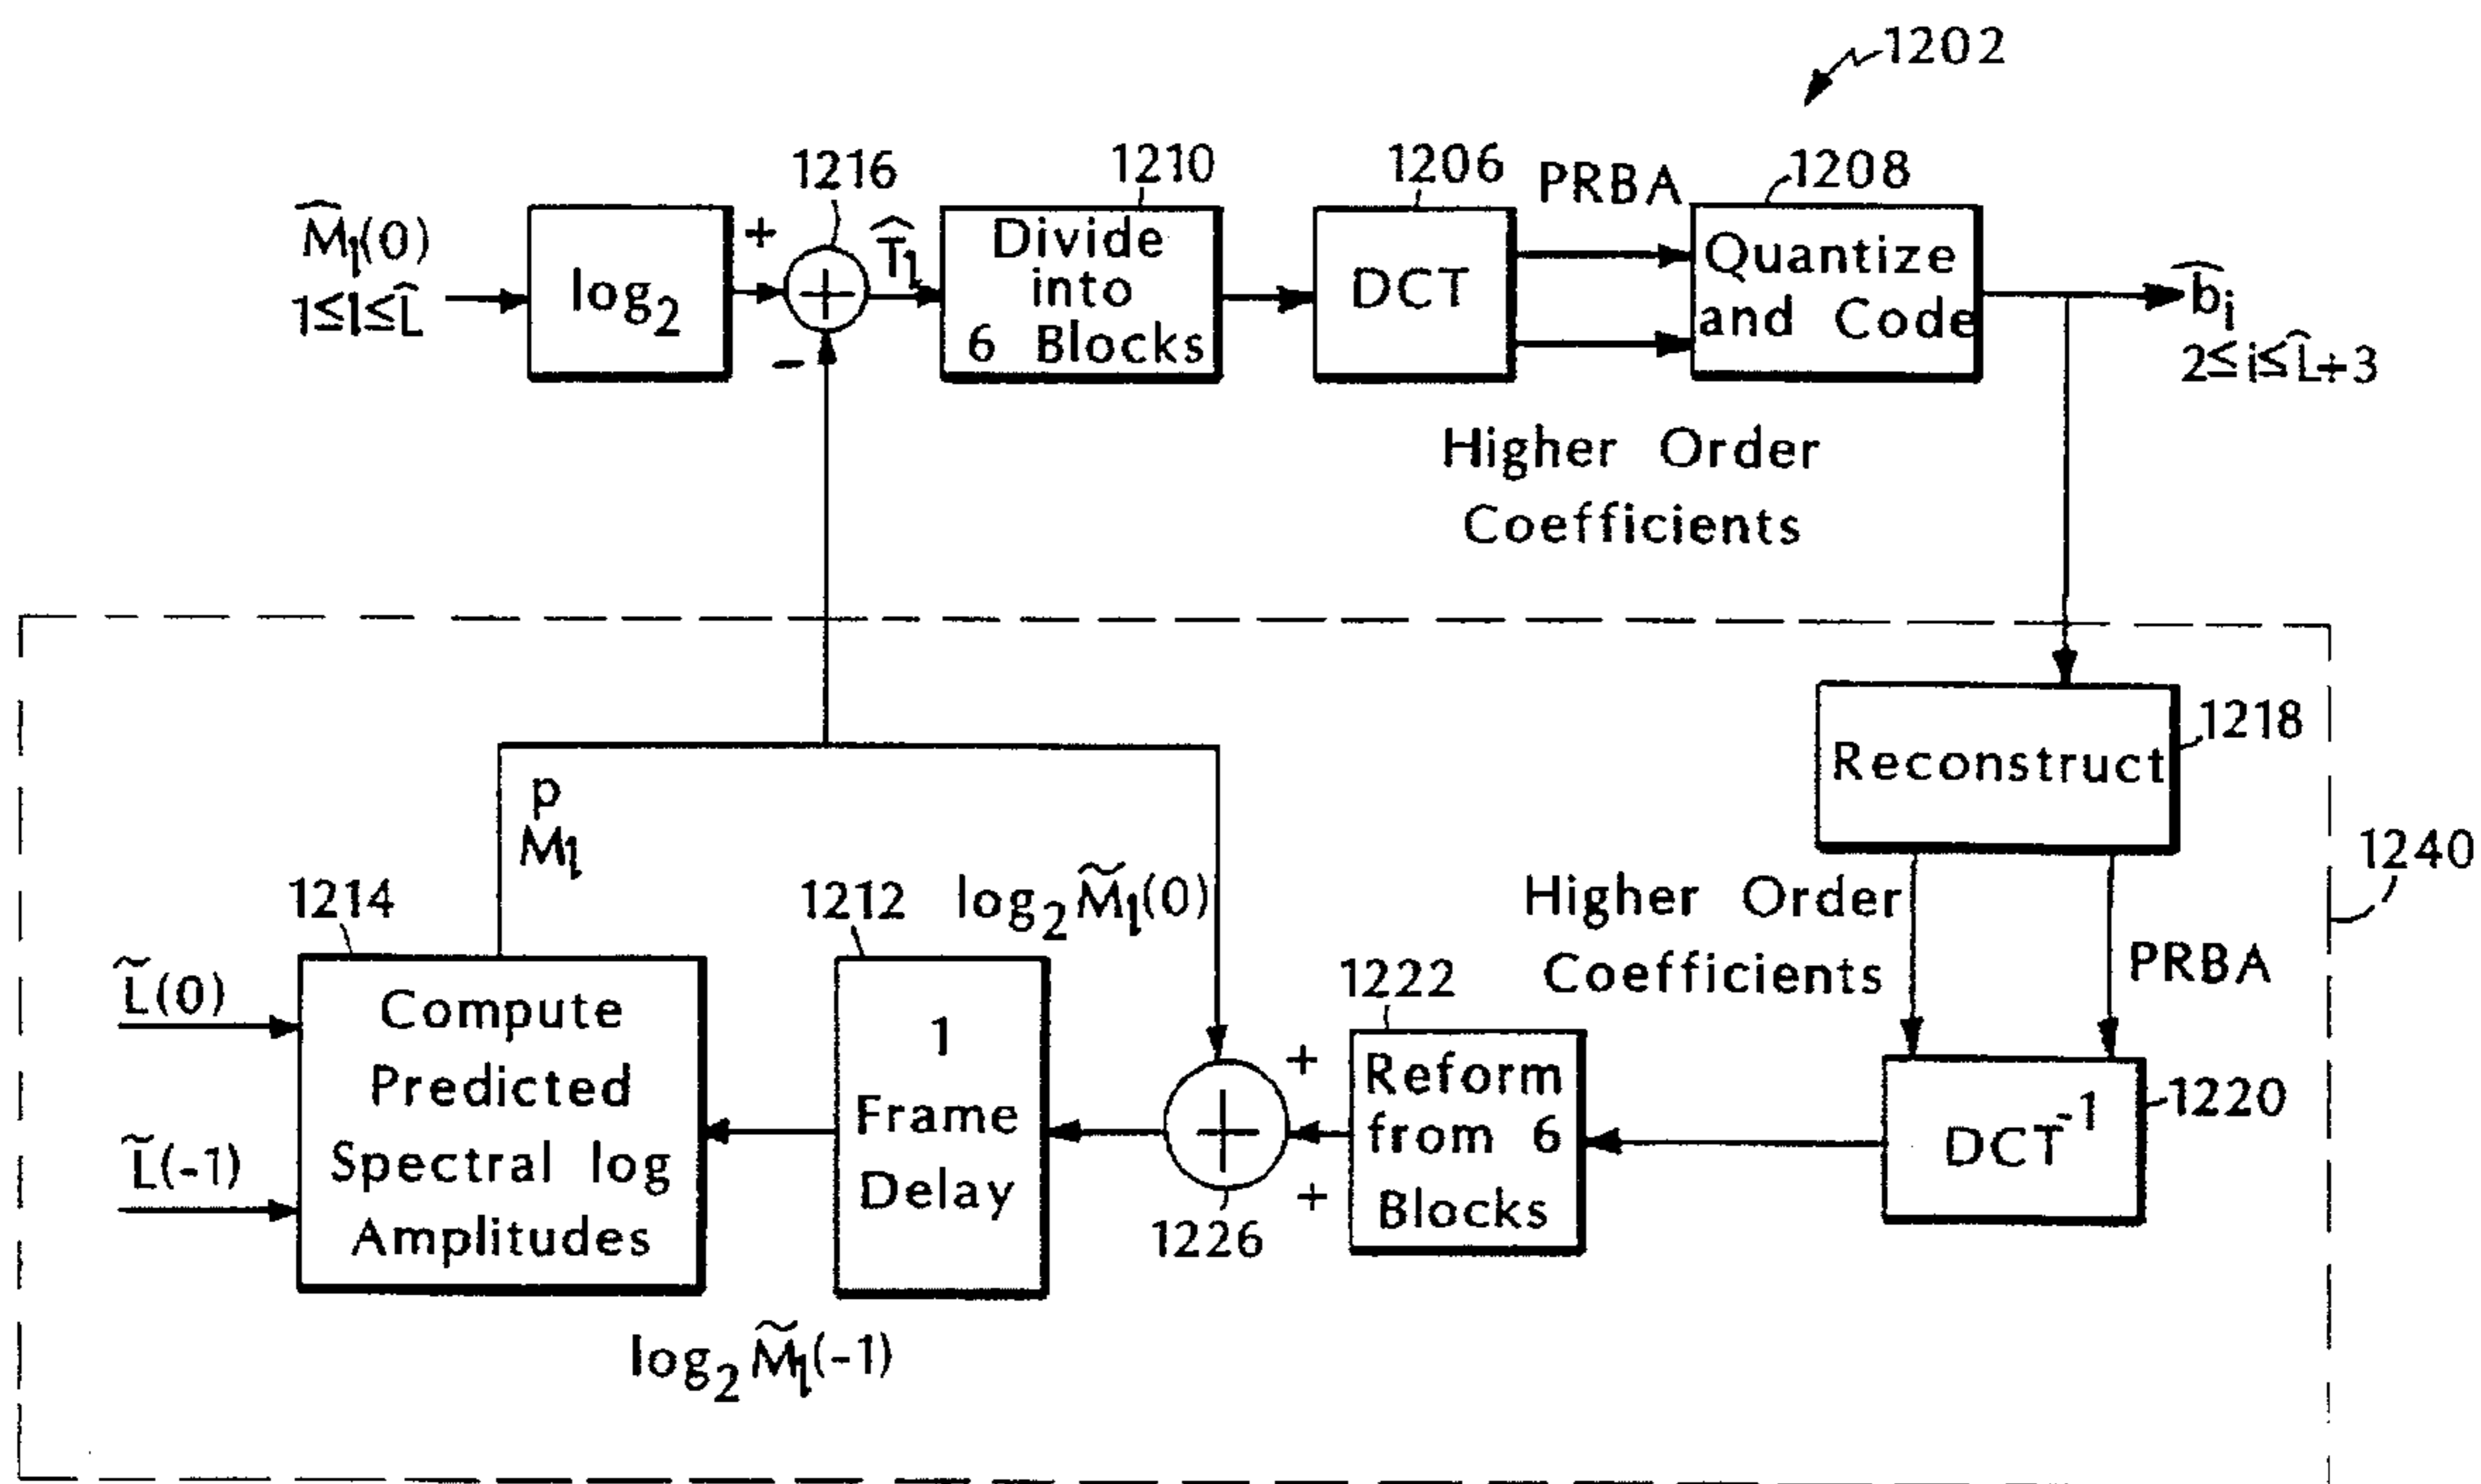 1202
1216
1210
1206
PRBA
1208
M̂l(0)
1≤l≤L̂
log2
+
-
+
T̂l
Divide
into
6 Blocks
DCT
Quantize
and Code
b̂i
2≤i≤L̂+3
Higher Order
Coefficients
1218
Reconstruct
1240
p
Ml
1214
1212
log2 M̃l(0)
Higher Order
Coefficients
PRBA
L̃(0)
L̃(-1)
Compute
Predicted
Spectral log
Amplitudes
1
Frame
Delay
+
+
+
1226
1222
Reform
from 6
Blocks
DCT-1
1220
log2 M̃l(-1)